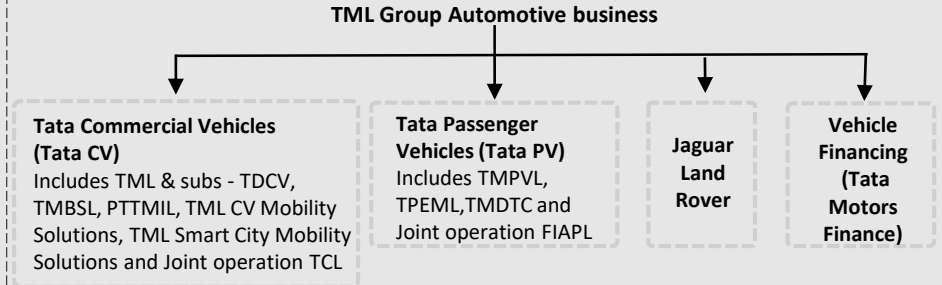 TML Group Automotive business
Tata Commercial Vehicles
(Tata CV)
Includes TML & subs - TDCV,
TMBSL, PTTMIL, TML CV Mobility
Solutions, TML Smart City Mobility
Solutions and Joint operation TCL
Tata Passenger
Vehicles (Tata PV)
Includes TMPVL,
TPEML,TMDTC and
Joint operation FIAPL
Jaguar
Land
Rover
Vehicle
Financing
(Tata
Motors
Finance)